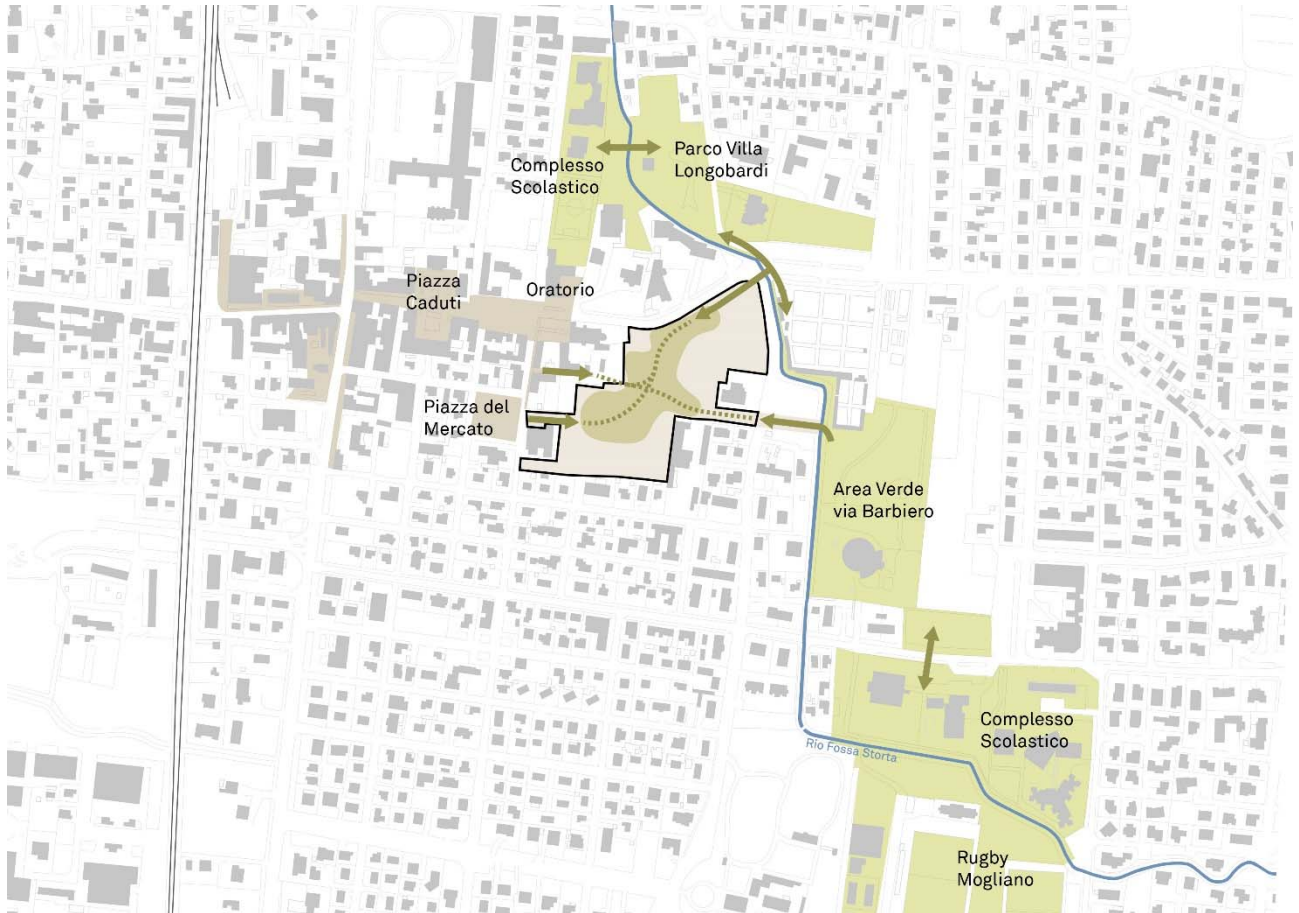 Complesso
Scolastico
Parco Villa
Longobardi
Piazza
Caduti
Oratorio
Piazza del
Mercato
Area Verde
via Barbiero
Complesso
Scolastico
Rio Fossa Storta
Rugby
Mogliano